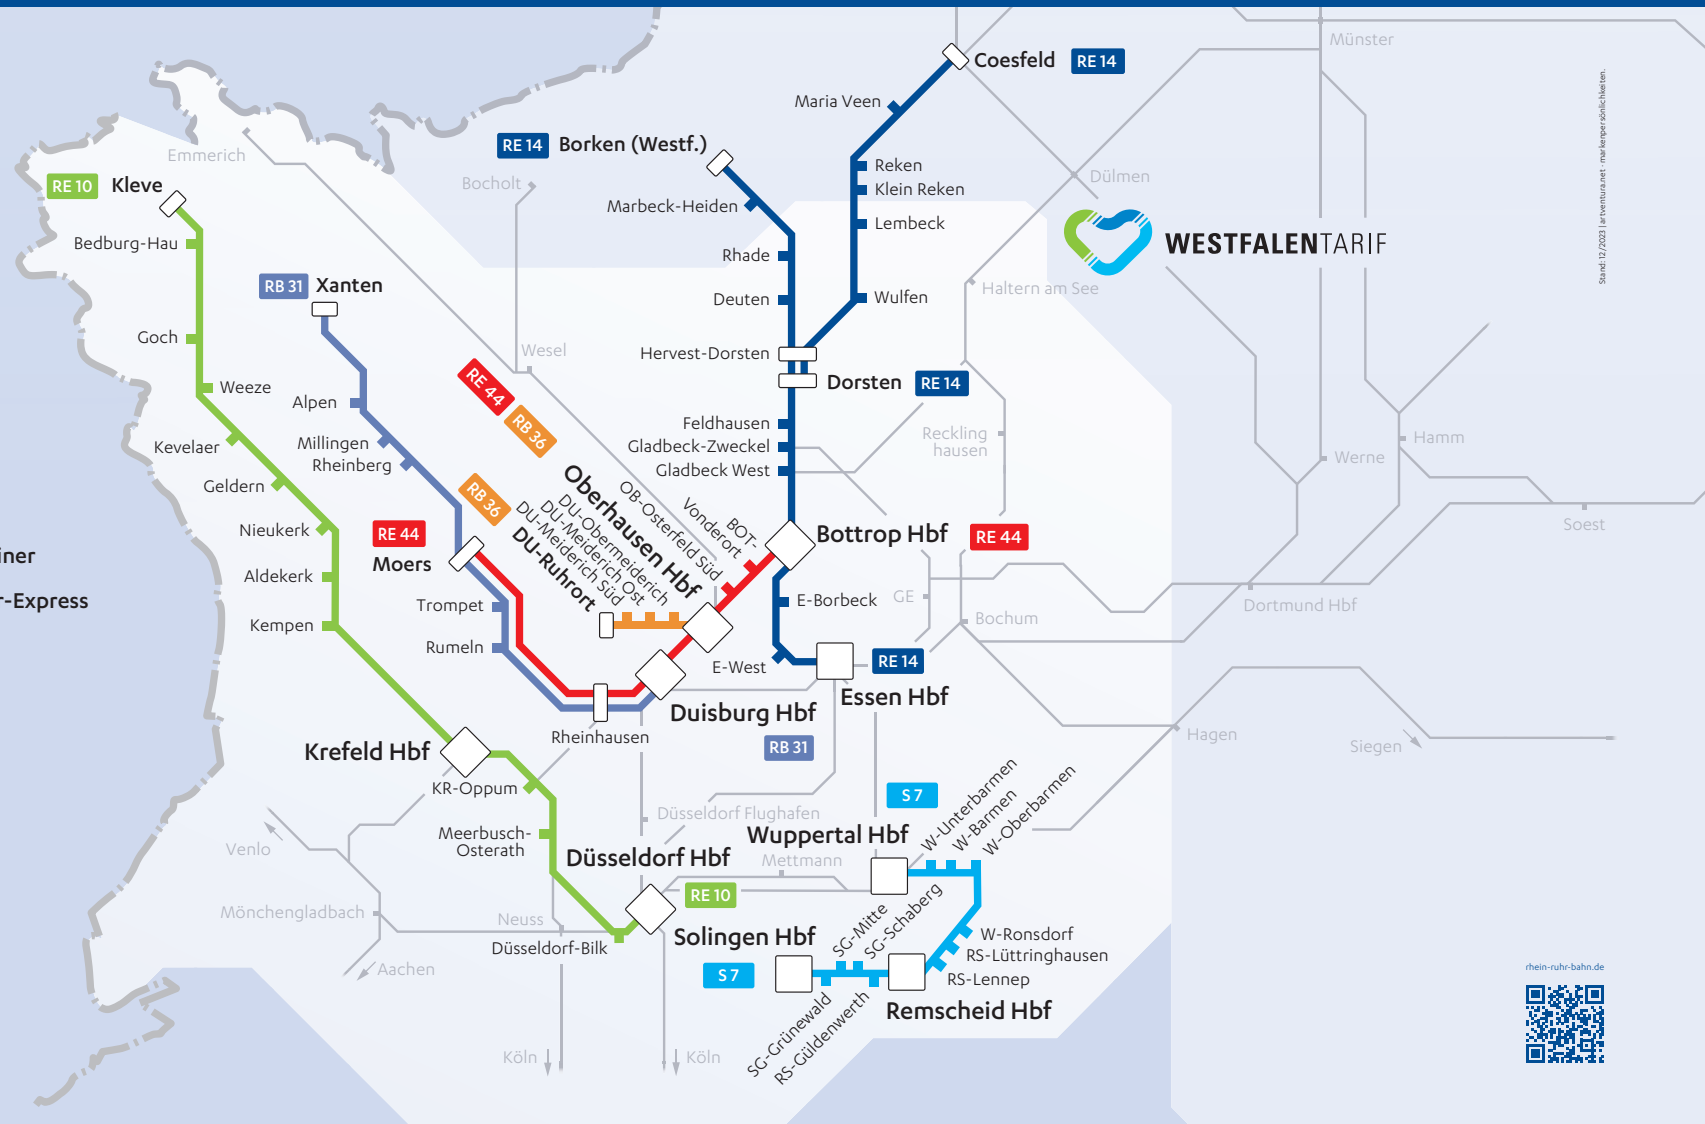 Münster
Coesfeld
RE 14
Maria Veen
RE 14
Borken (Westf.)
Emmerich
Bocholt
Reken
Klein Reken
Dülmen
RE 10
Kleve
Marbeck-Heiden
Lembeck
Bedburg-Hau
WESTFALENTARIF
Rhade
Stand: 12/2023 | artventura.net - markenpersönlichkeiten.
RB 31
Xanten
Deuten
Wulfen
Haltern am See
Goch
Wesel
Hervest-Dorsten
Dorsten
RE 14
RE 44
RB 36
Weeze
Alpen
Feldhausen
Gladbeck-Zweckel
Gladbeck West
Reckling
hausen
Hamm
Werne
Kevelaer
Millingen
Rheinberg
Geldern
RB 36
Oberhausen Hbf
OB-Osterfeld Süd
BOT-
Vonderort
DU-Obermeiderich
DU-Meiderich Ost
DU-Meiderich Süd
DU-Ruhrort
Nieukerk
RE 44
Moers
Bottrop Hbf
RE 44
Soest
iner
Aldekerk
r-Express
Trompet
E-Borbeck
GE
Bochum
Dortmund Hbf
Kempen
Rumeln
E-West
RE 14
Essen Hbf
Duisburg Hbf
RB 31
Rheinhausen
Hagen
Siegen
Krefeld Hbf
KR-Oppum
S 7
W-Unterbarmen
W-Barmen
W-Oberbarmen
Düsseldorf Flughafen
Wuppertal Hbf
Venlo
Meerbusch-
Osterath
Düsseldorf Hbf
Mettmann
RE 10
Mönchengladbach
Neuss
Düsseldorf-Bilk
Solingen Hbf
S 7
SG-Mitte
SG-Schaberg
W-Ronsdorf
RS-Lüttringhausen
RS-Lennep
Aachen
Remscheid Hbf
SG-Grünewald
RS-Güldenwerth
Köln
Köln
rhein-ruhr-bahn.de